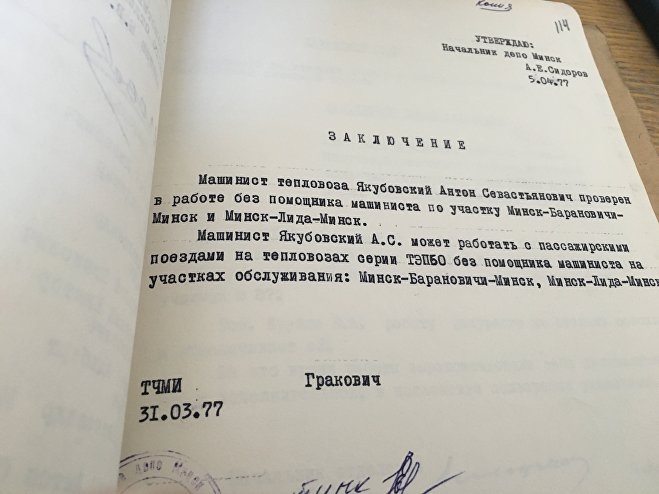 114
УТВЕРЖДАЮ:
Начальник депо Минск
А.Е.Сидоров
5.04.77
ЗАКЛЮЧЕНИЕ
Машинист тепловоза Якубовский Антон Севастьянович проверен
в работе без помощника машиниста по участку Минск-Барановичи-
Минск и Минск-Лида-Минск.
Машинист Якубовский А.С. может работать с пассажирскими
поездами на тепловозах серии ТЭПБО без помощника машиниста на
участках обслуживания: Минск-Барановичи-Минск, Минск-Лида-Минск
ТЧМИ Гракович
31.03.77